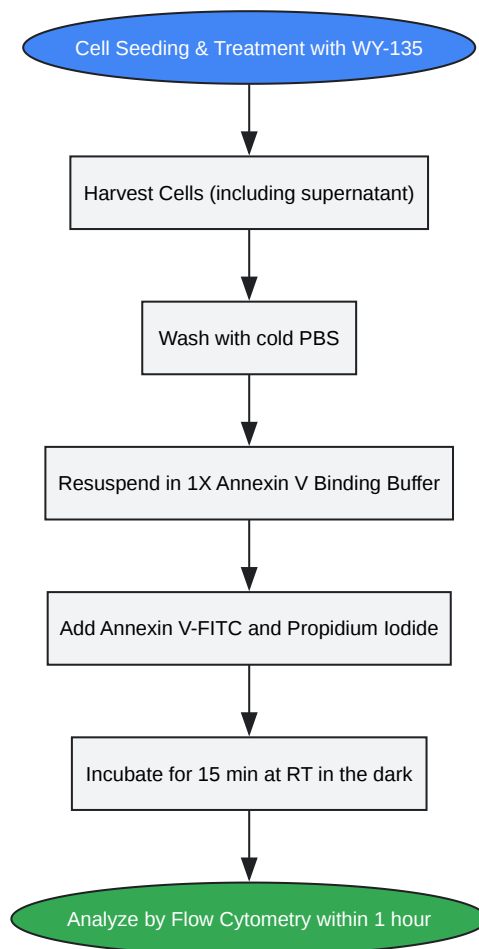 Cell Seeding & Treatment with WY-135
Harvest Cells (including supernatant)
Wash with cold PBS
Resuspend in 1X Annexin V Binding Buffer
Add Annexin V-FITC and Propidium Iodide
Incubate for 15 min at RT in the dark
Analyze by Flow Cytometry within 1 hour